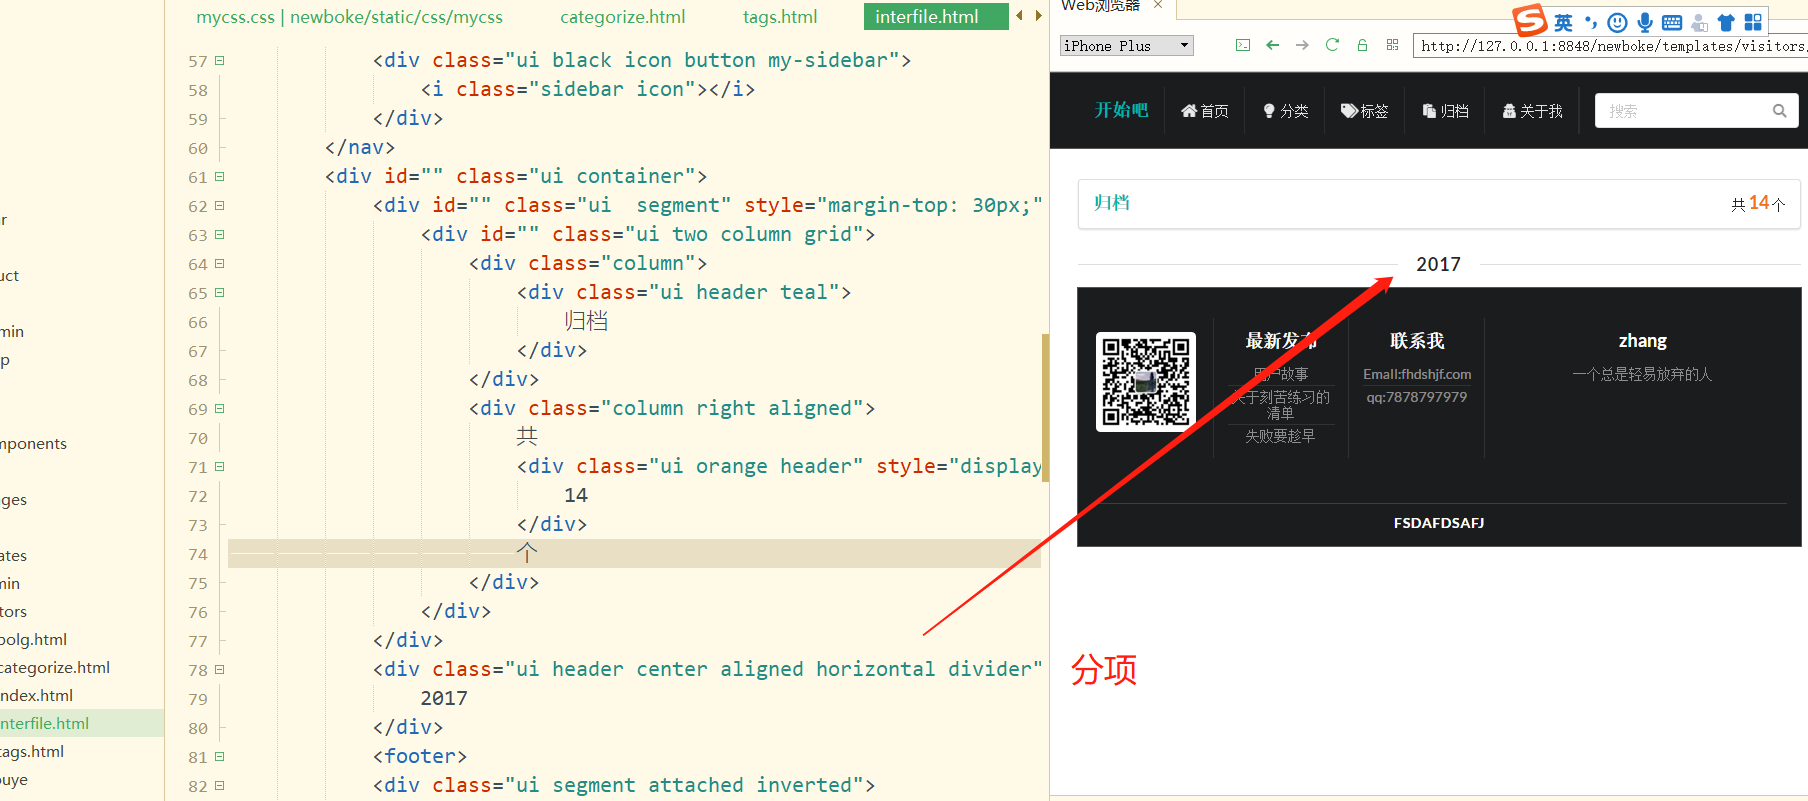 mycss.css | newboke/static/css/mycss
categorize.html
tags.html
interfile.html
57 <div class="ui black icon button my-sidebar">
58 <i class="sidebar icon"></i>
59 </div>
60 </nav>
61 <div id="" class="ui container">
62 <div id="" class="ui  segment" style="margin-top: 30px;"
63 <div id="" class="ui two column grid">
64 <div class="column">
65 <div class="ui header teal">
66 归档
67 </div>
68 </div>
69 <div class="column right aligned">
70 共
71 <div class="ui orange header" style="display
72 14
73 </div>
74 个
75 </div>
76 </div>
77 </div>
78 <div class="ui header center aligned horizontal divider"
79 2017
80 </div>
81 <footer>
82 <div class="ui segment attached inverted">
r
uct
min
p
mponents
ges
ates
min
tors
bolg.html
categorize.html
ndex.html
nterfile.html
tags.html
ouye
Web浏览器
英
iPhone Plus
http://127.0.0.1:8848/newboke/templates/visitors.
开始吧
首页
分类
标签
归档
关于我
搜索
归档
共14个
2017
最新发布
用户故事
关于刻苦练习的
清单
失败要趁早
联系我
Emall:fhdshjf.com
qq:7878797979
zhang
一个总是轻易放弃的人
FSDAFDSAFJ
分项